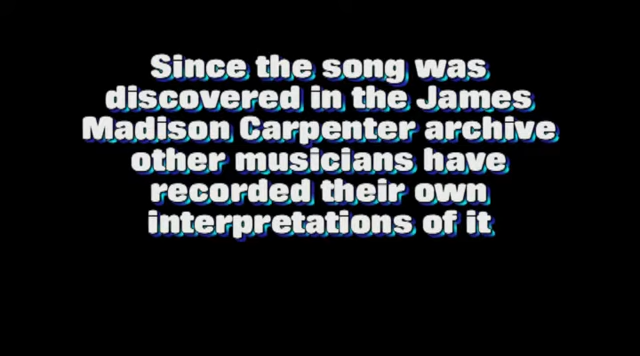 Since the song was
discovered in the James
Madison Carpenter archive
other musicians have
recorded their own
interpretations of it